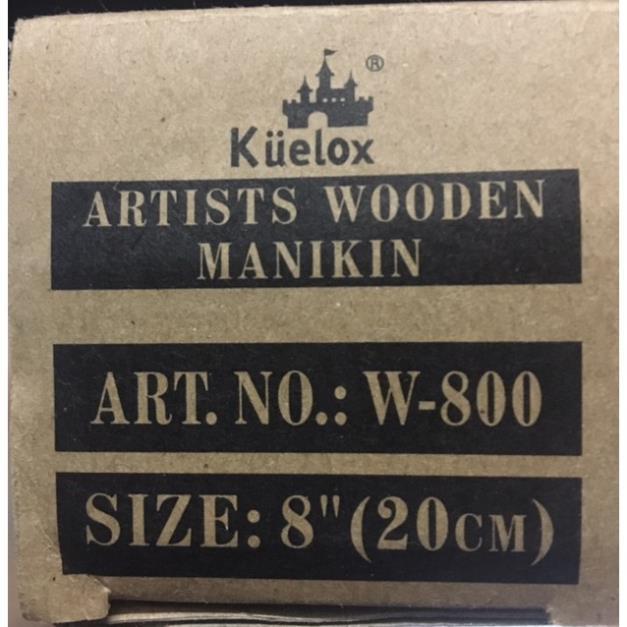 ®
Küelox
ARTISTS WOODEN
MANIKIN
ART. NO.: W-800
SIZE: 8"(20CM)